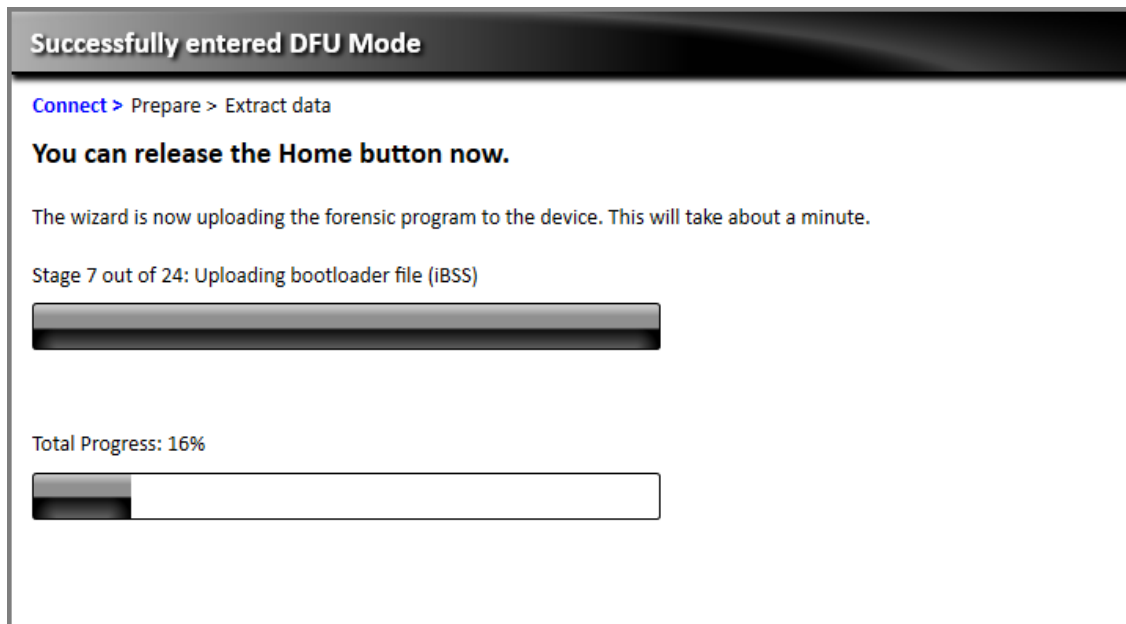 Successfully entered DFU Mode
Connect > Prepare > Extract data
You can release the Home button now.
The wizard is now uploading the forensic program to the device. This will take about a minute.
Stage 7 out of 24: Uploading bootloader file (iBSS)
Total Progress: 16%